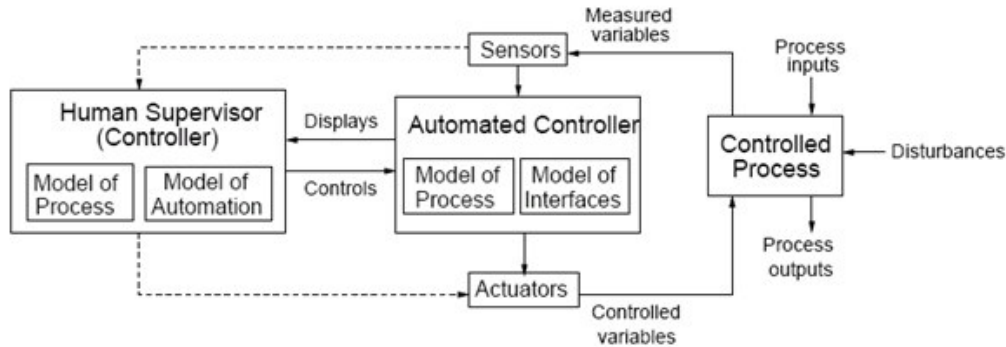 Measured
variables
Sensors
Process
inputs
Human Supervisor
(Controller)
Displays
Automated Controller
Controlled
Process
Disturbances
Model of
Process
Model of
Automation
Controls
Model of
Process
Model of
Interfaces
Process
outputs
Actuators
Controlled
variables